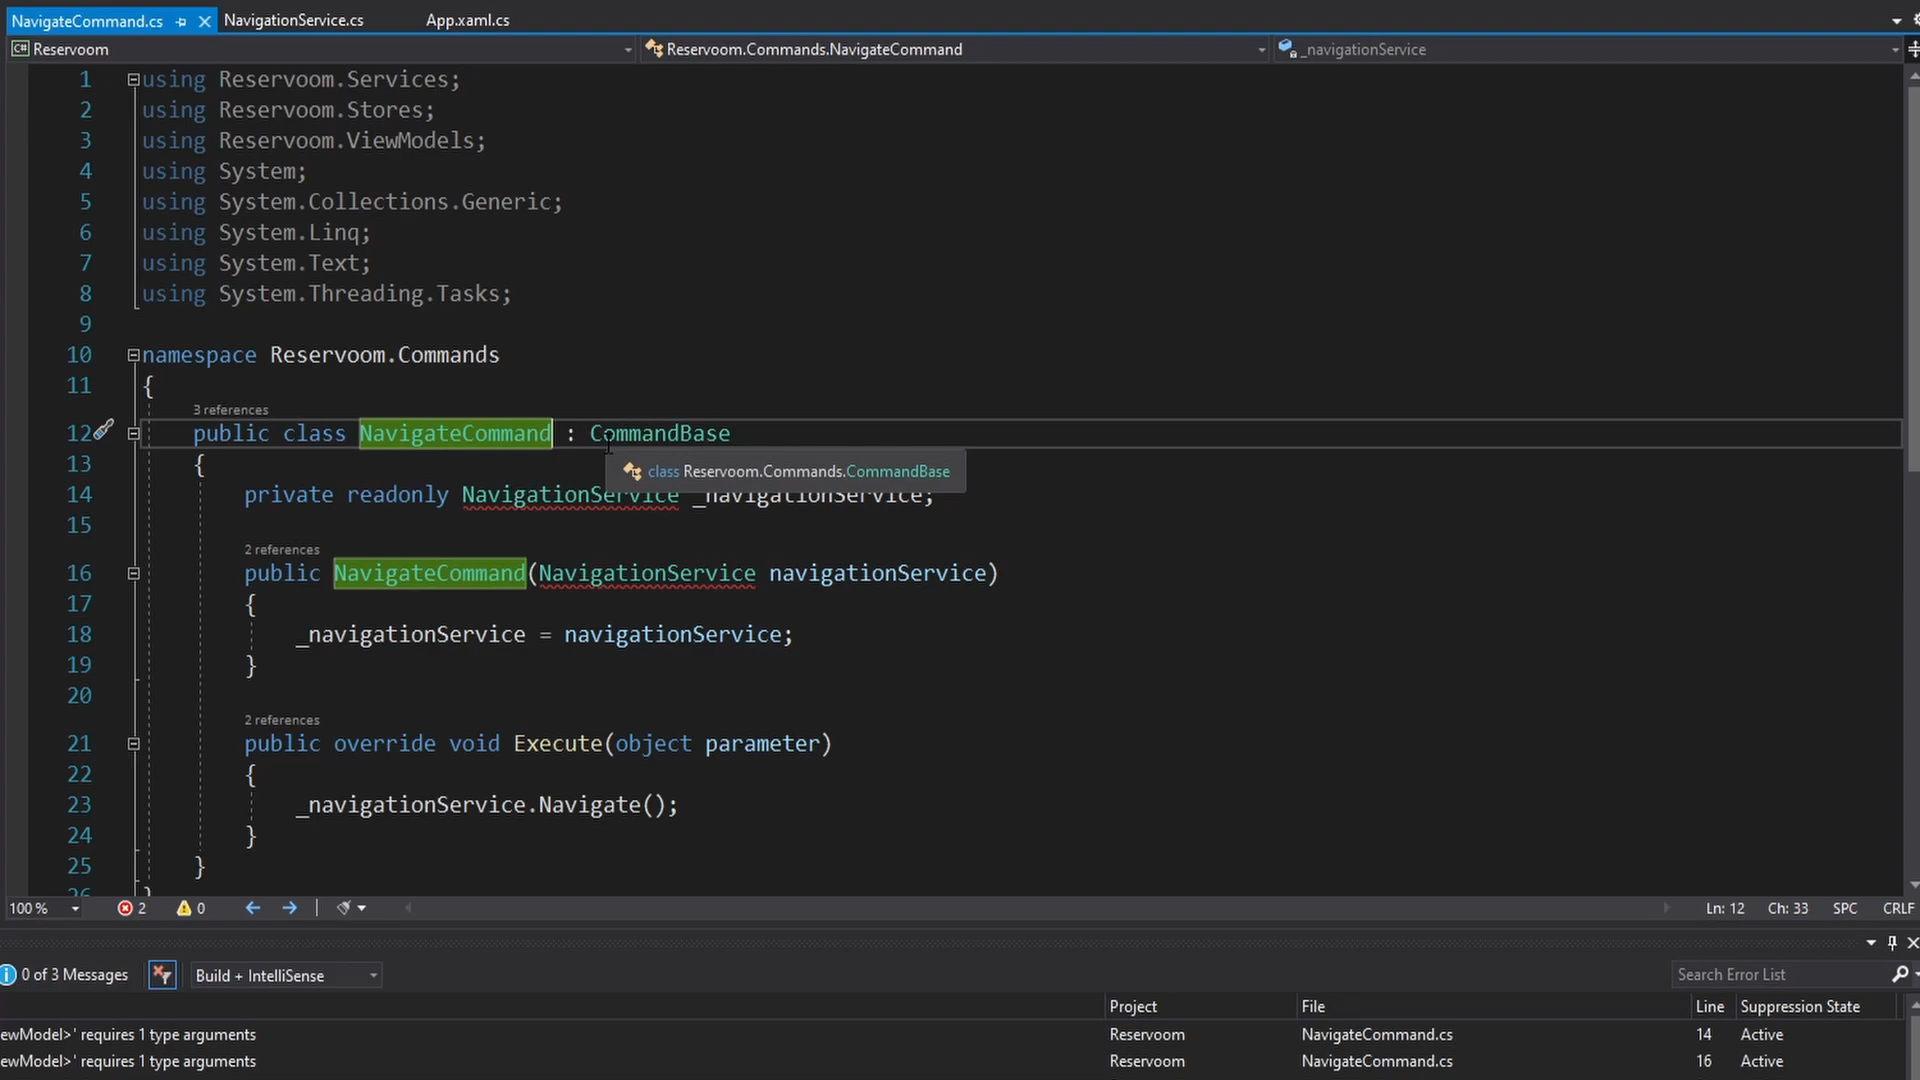 NavigateCommand.cs NavigationService.cs App.xaml.cs
C# Reservoom Reservoom.Commands.NavigateCommand _navigationService
1 using Reservoom.Services;
2 using Reservoom.Stores;
3 using Reservoom.ViewModels;
4 using System;
5 using System.Collections.Generic;
6 using System.Linq;
7 using System.Text;
8 using System.Threading.Tasks;
9
10 namespace Reservoom.Commands
11 {
3 references
12 public class NavigateCommand : CommandBase
13 {
class Reservoom.Commands.CommandBase
14 private readonly NavigationService _navigationService;
15
2 references
16 public NavigateCommand(NavigationService navigationService)
17 {
18 _navigationService = navigationService;
19 }
20
2 references
21 public override void Execute(object parameter)
22 {
23 _navigationService.Navigate();
24 }
25 }
26 }
100 % 2 0 Ln: 12 Ch: 33 SPC CRLF
0 of 3 Messages Build + IntelliSense Search Error List
Project File Line Suppression State
ewModel>' requires 1 type arguments Reservoom NavigateCommand.cs 14 Active
ewModel>' requires 1 type arguments Reservoom NavigateCommand.cs 16 Active